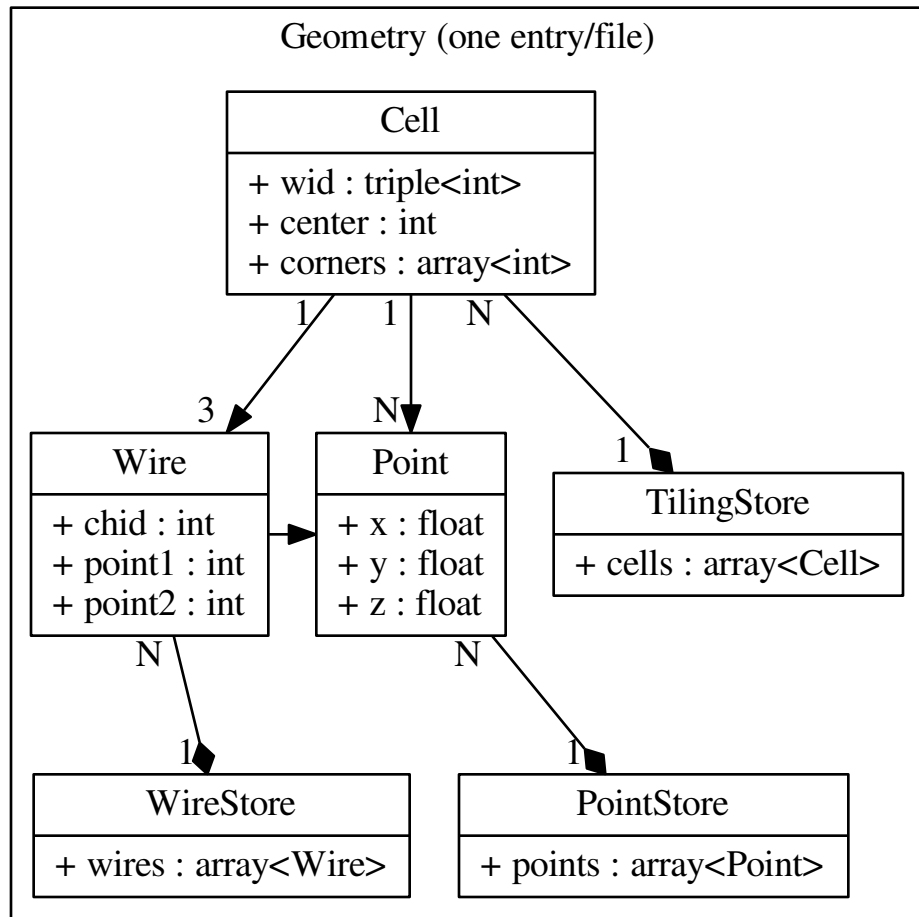 Geometry (one entry/file)
Cell
+ wid : triple<int>
+ center : int
+ corners : array<int>
1
1
N
3
N
1
Wire
+ chid : int
+ point1 : int
+ point2 : int
Point
+ x : float
+ y : float
+ z : float
TilingStore
+ cells : array<Cell>
N
N
1
1
WireStore
+ wires : array<Wire>
PointStore
+ points : array<Point>